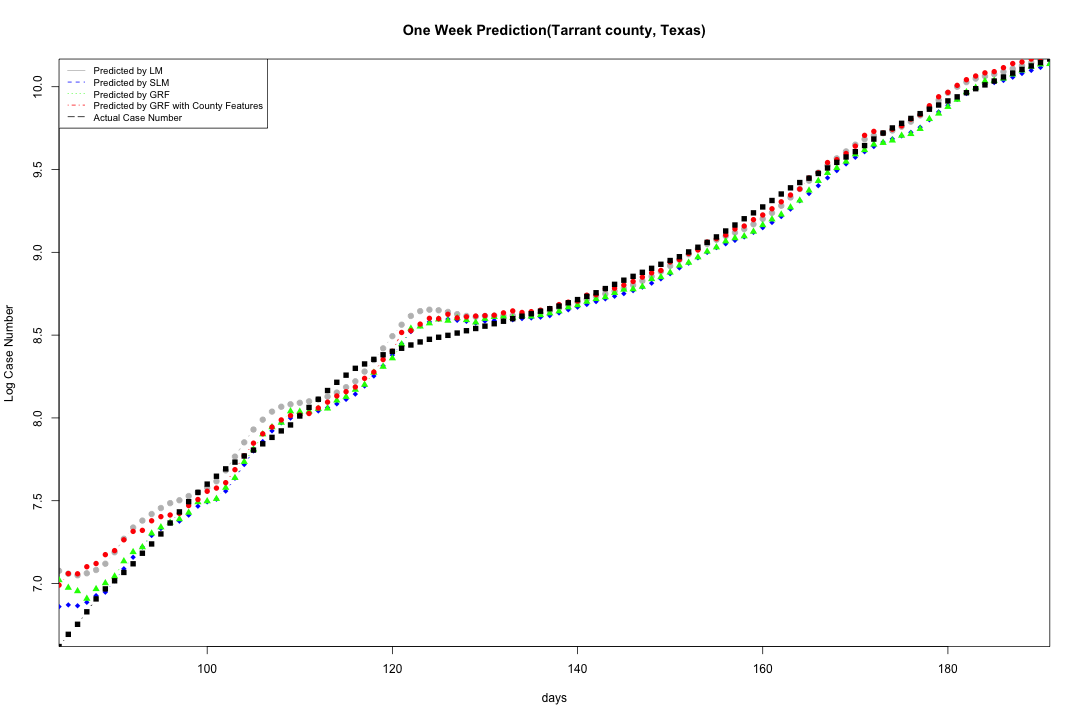 One Week Prediction(Tarrant county, Texas)
Predicted by LM
Predicted by SLM
Predicted by GRF
Predicted by GRF with County Features
Actual Case Number
Log Case Number
10.0
9.5
9.0
8.5
8.0
7.5
7.0
100 120 140 160 180
days